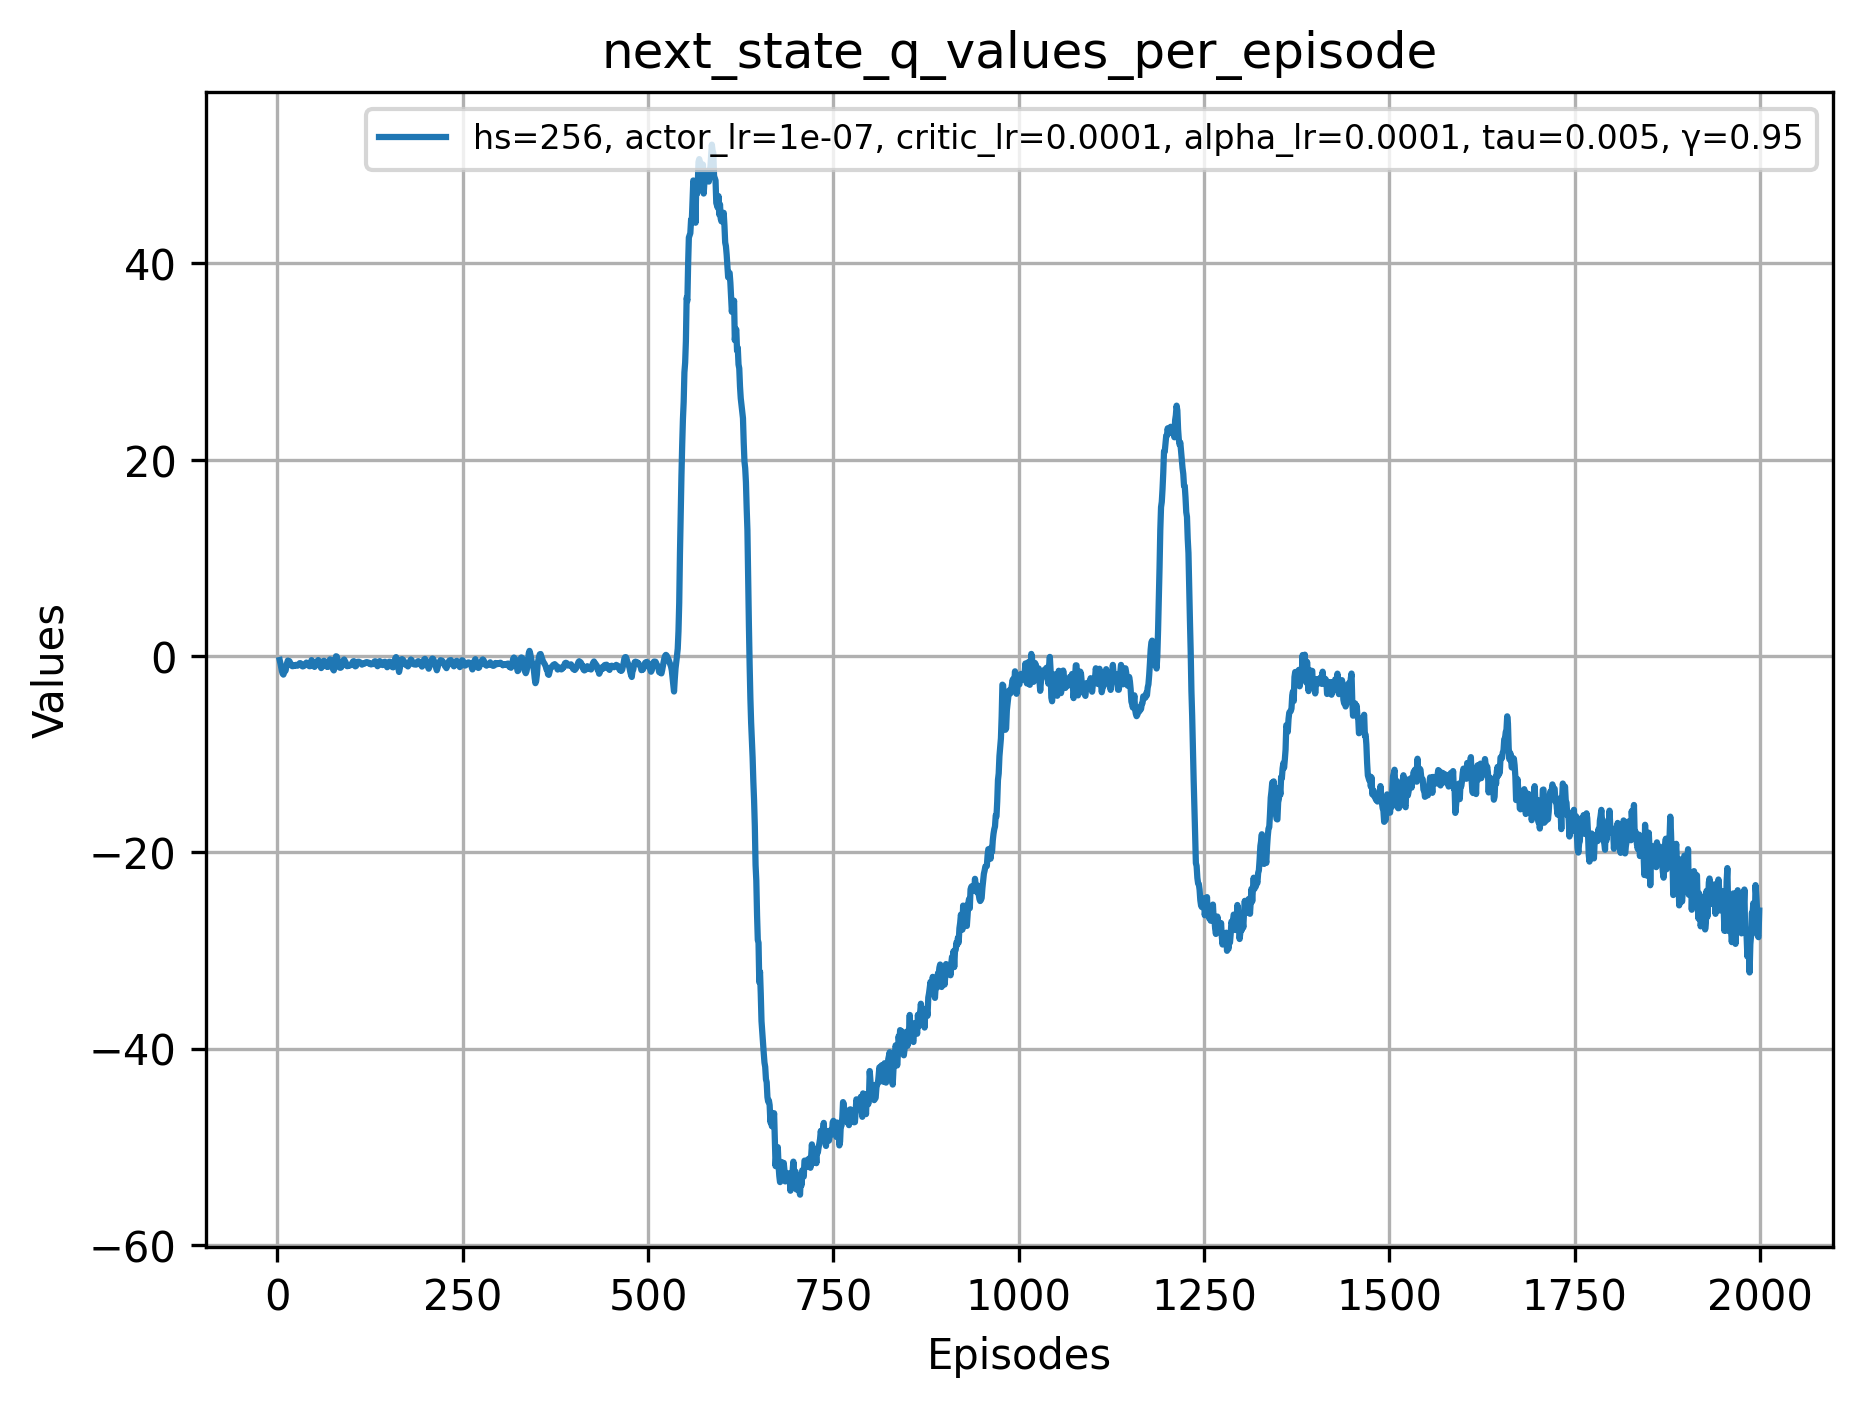 next_state_q_values_per_episode
hs=256, actor_lr=1e-07, critic_lr=0.0001, alpha_lr=0.0001, tau=0.005, γ=0.95
Values
40
20
0
−20
−40
−60
0 250 500 750 1000 1250 1500 1750 2000
Episodes